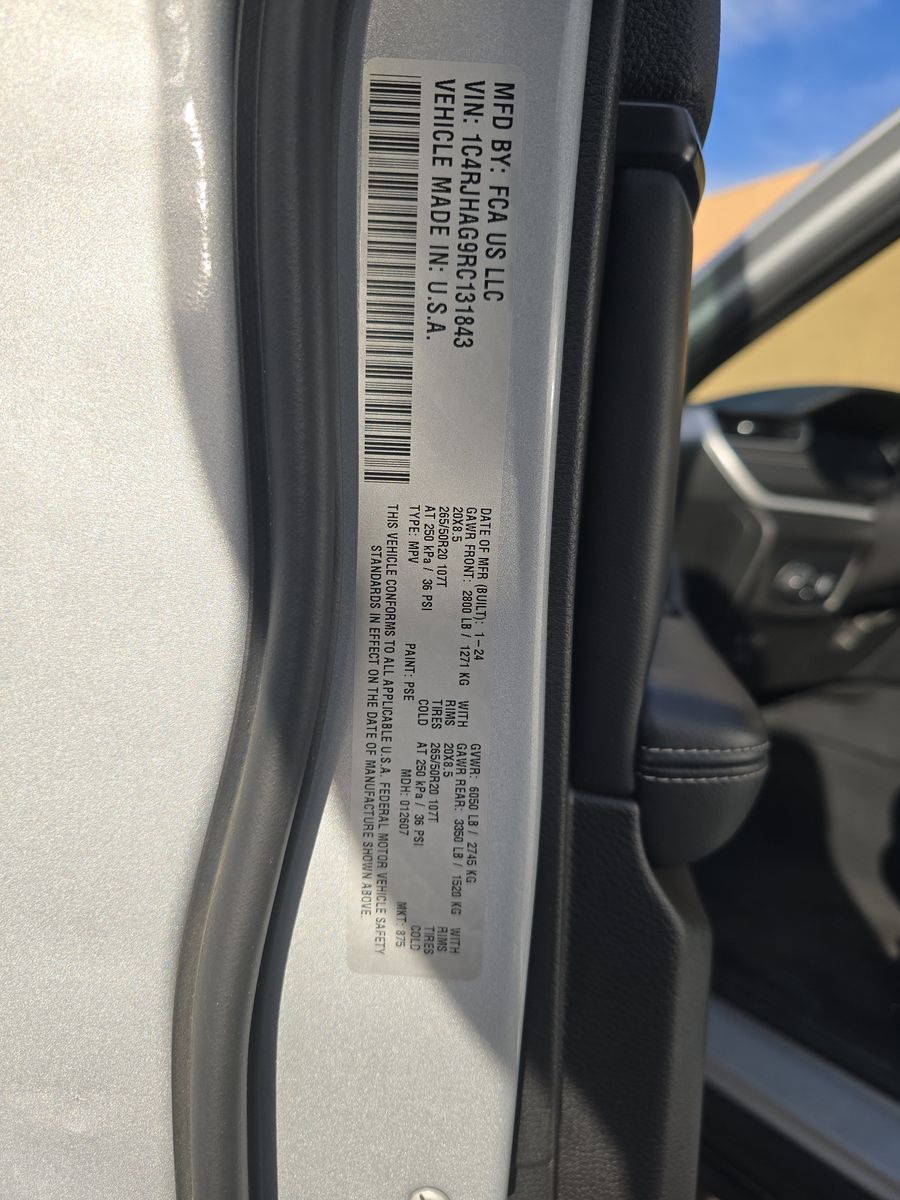 MFD BY: FCA US LLC
VIN: 1C4RJHAG9RC131843
VEHICLE MADE IN: U.S.A.
DATE OF MFR (BUILT): 1-24 GVWR: 6050 LB / 2745 KG
GAWR FRONT: 2800 LB / 1271 KG WITH GAWR REAR: 3350 LB / 1520 KG WITH
20X8.5 RIMS 20X8.5 RIMS
265/50R20 107T TIRES 265/50R20 107T TIRES
AT 250 kPa / 36 PSI COLD AT 250 kPa / 36 PSI COLD
TYPE: MPV PAINT: PSE MDH: 012607 MKT: 875
THIS VEHICLE CONFORMS TO ALL APPLICABLE U.S.A. FEDERAL MOTOR VEHICLE SAFETY
STANDARDS IN EFFECT ON THE DATE OF MANUFACTURE SHOWN ABOVE.